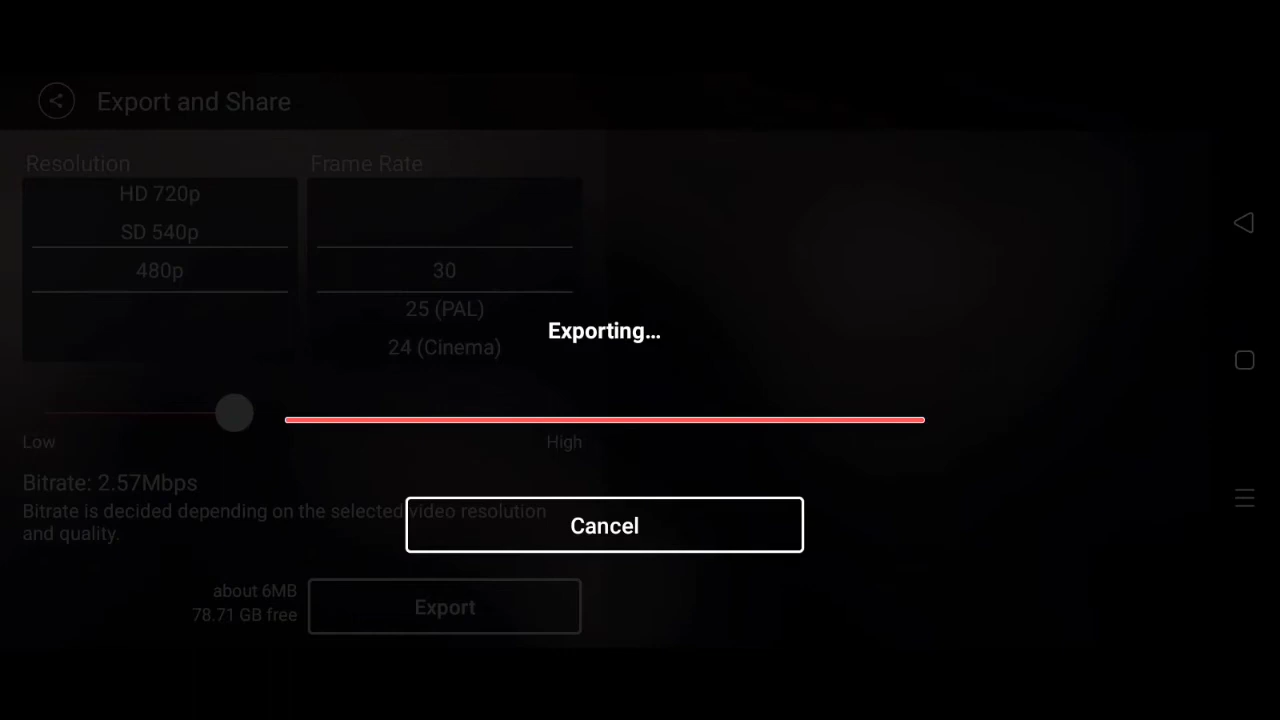 Export and Share
Resolution
Frame Rate
HD 720p
SD 540p
480p
30
25 (PAL)
24 (Cinema)
Exporting...
Low
High
Bitrate: 2.57Mbps
Bitrate is decided depending on the selected video resolution
and quality.
Cancel
about 6MB
78.71 GB free
Export